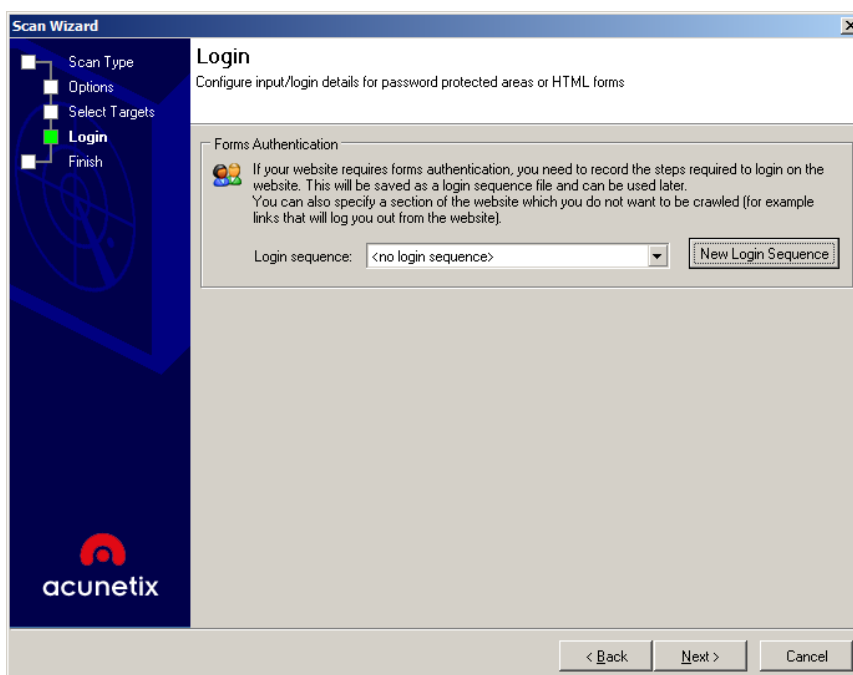 Scan Wizard
Scan Type
Options
Select Targets
Login
Finish
acunetix
Login
Configure input/login details for password protected areas or HTML forms
Forms Authentication
If your website requires forms authentication, you need to record the steps required to login on the
website. This will be saved as a login sequence file and can be used later.
You can also specify a section of the website which you do not want to be crawled (for example
links that will log you out from the website).
Login sequence: <no login sequence> New Login Sequence
< Back Next > Cancel